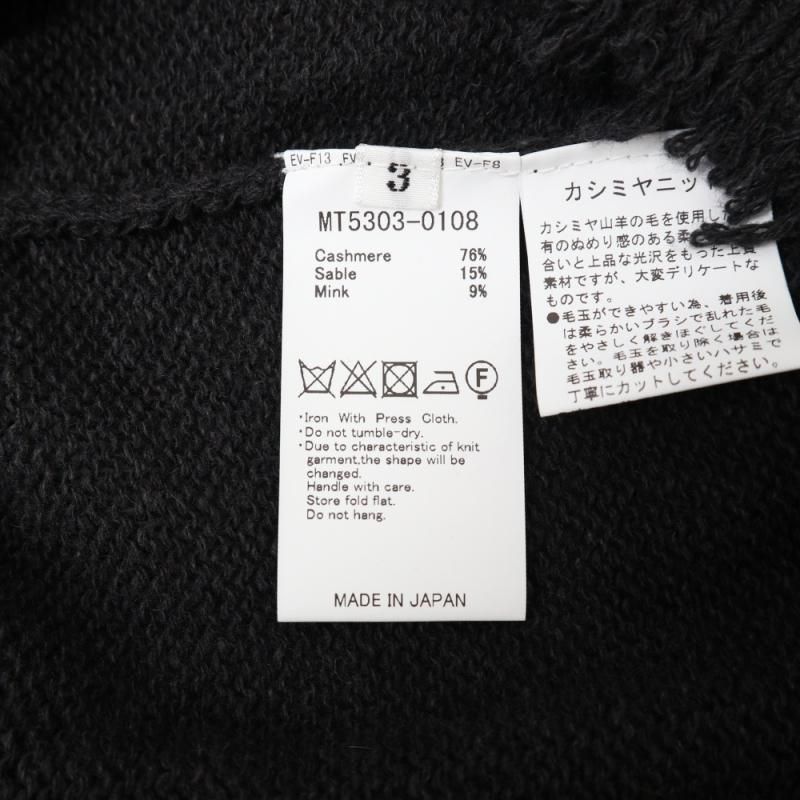 EV-F13
EV-F8
3
MT5303-0108
Cashmere 76%
Sable 15%
Mink 9%
F
・Iron With Press Cloth.
・Do not tumble-dry.
・Due to characteristic of knit
garment,the shape will be
changed.
Handle with care.
Store fold flat.
Do not hang.
MADE IN JAPAN
カシミヤニッ
カシミヤ山羊の毛を使用した
有のぬめり感のある柔
合いと上品な光沢をもった上質
素材ですが、大変デリケートな
ものです。
●毛玉ができやすい為、着用後
は柔らかいブラシで乱れた毛
をやさしく解きほぐしてくだ
さい。毛玉を取り除く場合は
毛玉取り器や小さいハサミで
丁寧にカットしてください。